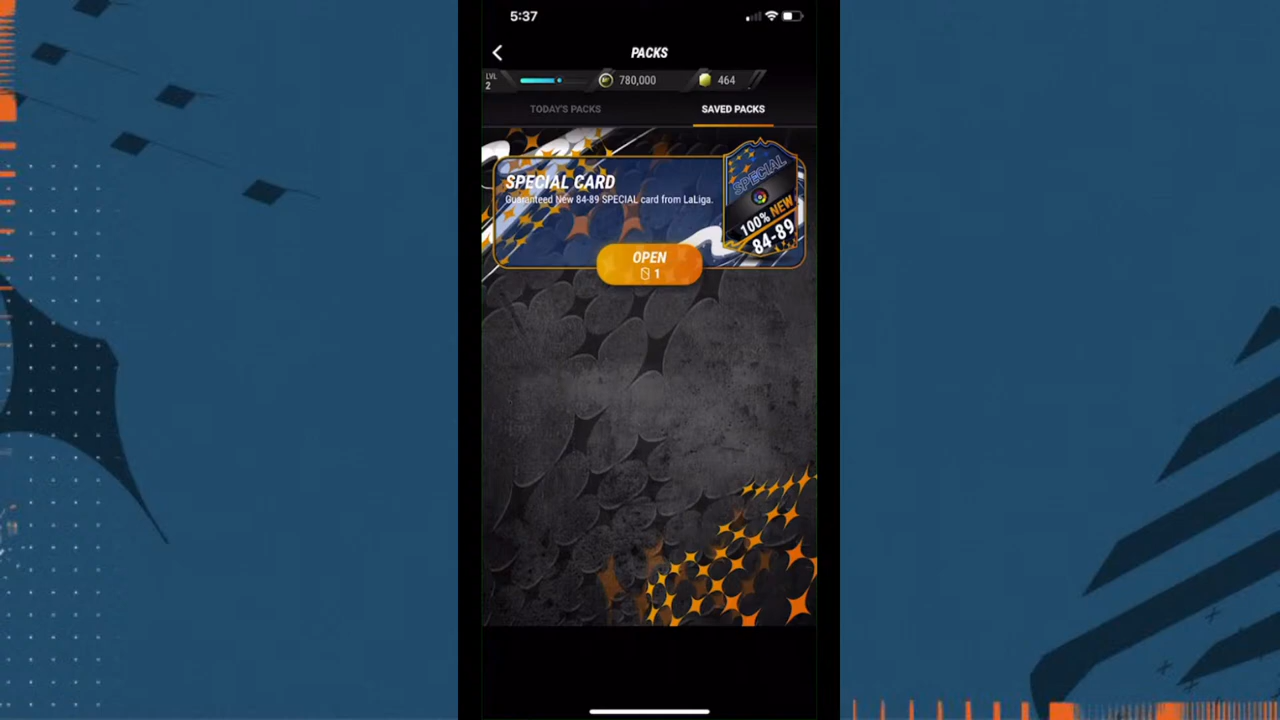 5:37
PACKS
LVL
2
780,000
464
TODAY'S PACKS
SAVED PACKS
SPECIAL CARD
Guaranteed New 84-89 SPECIAL card from LaLiga.
SPECIAL
100% NEW
84-89
OPEN
1